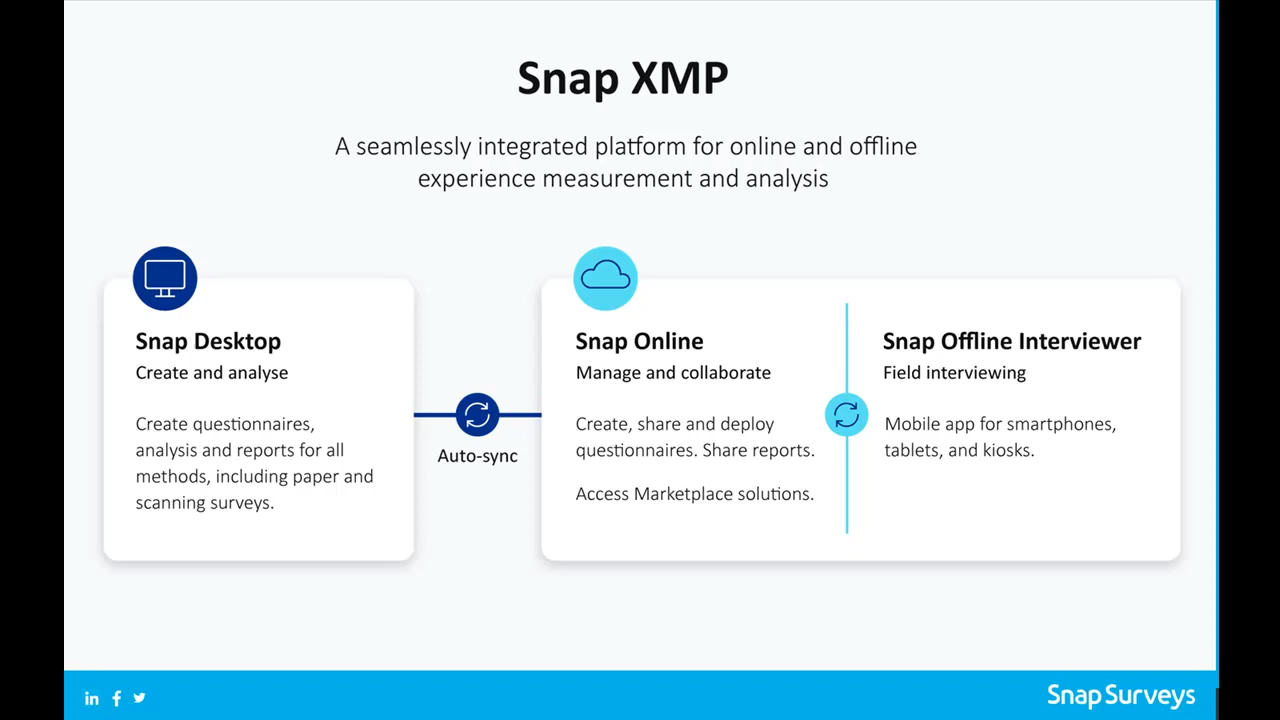 Snap XMP
A seamlessly integrated platform for online and offline
experience measurement and analysis
Snap Desktop
Create and analyse
Create questionnaires,
analysis and reports for all
methods, including paper and
scanning surveys.
Auto-sync
Snap Online
Manage and collaborate
Create, share and deploy
questionnaires. Share reports.
Access Marketplace solutions.
Snap Offline Interviewer
Field interviewing
Mobile app for smartphones,
tablets, and kiosks.
in f
Snap Surveys